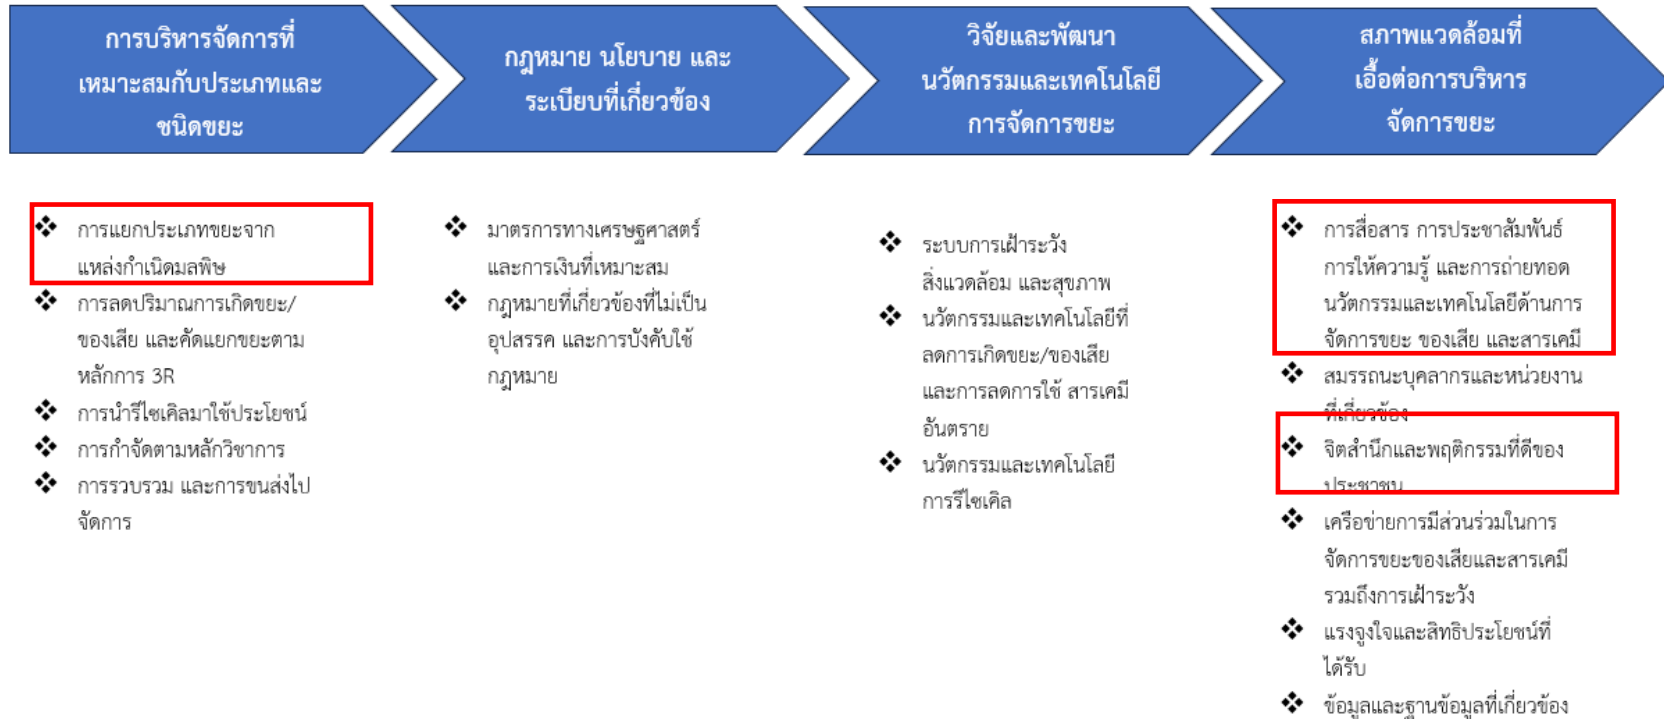 การบริหารจัดการที่
เหมาะสมกับประเภทและ
ชนิดขยะ
กฎหมาย นโยบาย และ
ระเบียบที่เกี่ยวข้อง
วิจัยและพัฒนา
นวัตกรรมและเทคโนโลยี
การจัดการขยะ
สภาพแวดล้อมที่
เอื้อต่อการบริหาร
จัดการขยะ
❖ การแยกประเภทขยะจาก
แหล่งกำเนิดมลพิษ
❖ การลดปริมาณการเกิดขยะ/
ของเสีย และคัดแยกขยะตาม
หลักการ 3R
❖ การนำรีไซเคิลมาใช้ประโยชน์
❖ การกำจัดตามหลักวิชาการ
❖ การรวบรวม และการขนส่งไป
จัดการ
❖ มาตรการทางเศรษฐศาสตร์
และการเงินที่เหมาะสม
❖ กฎหมายที่เกี่ยวข้องที่ไม่เป็น
อุปสรรค และการบังคับใช้
กฎหมาย
❖ ระบบการเฝ้าระวัง
สิ่งแวดล้อม และสุขภาพ
❖ นวัตกรรมและเทคโนโลยีที่
ลดการเกิดขยะ/ของเสีย
และการลดการใช้ สารเคมี
อันตราย
❖ นวัตกรรมและเทคโนโลยี
การรีไซเคิล
❖ การสื่อสาร การประชาสัมพันธ์
การให้ความรู้ และการถ่ายทอด
นวัตกรรมและเทคโนโลยีด้านการ
จัดการขยะ ของเสีย และสารเคมี
❖ สมรรถนะบุคลากรและหน่วยงาน
ที่เกี่ยวข้อง
❖ จิตสำนึกและพฤติกรรมที่ดีของ
ประชาชน
❖ เครือข่ายการมีส่วนร่วมในการ
จัดการขยะของเสียและสารเคมี
รวมถึงการเฝ้าระวัง
❖ แรงจูงใจและสิทธิประโยชน์ที่
ได้รับ
❖ ข้อมูลและฐานข้อมูลที่เกี่ยวข้อง